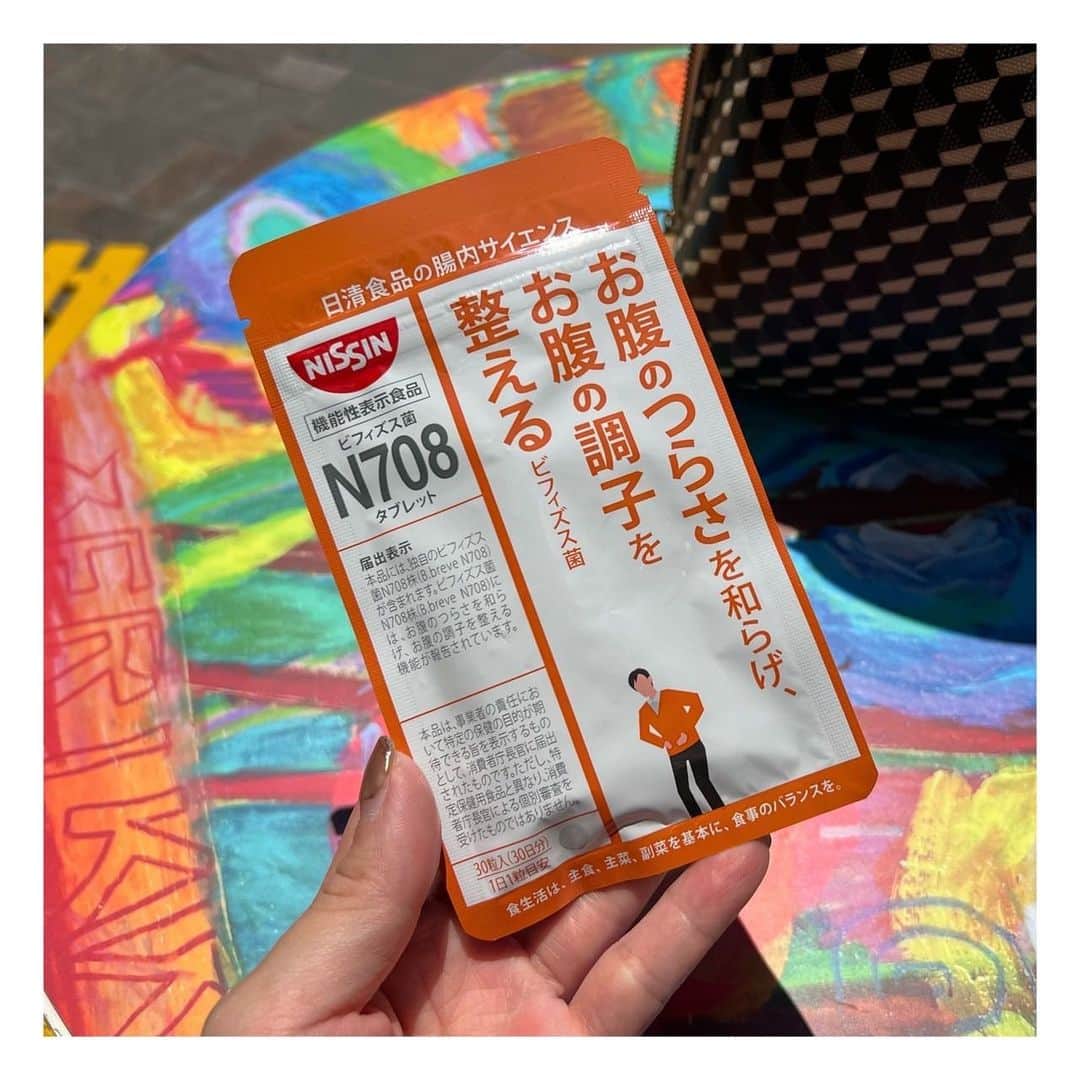 日清食品の腸内サイエンス
NISSIN
機能性表示食品
ビフィズス菌
N708
タブレット
お腹のつらさを和らげ、
お腹の調子を
整えるビフィズス菌
届出表示
本品には、独自のビフィズス
菌N708株(B.breve N708)
が含まれます。ビフィズス菌
N708株(B.breve N708)に
は、お腹のつらさを和ら
げ、お腹の調子を整える
機能が報告されています。
本品は、事業者の責任にお
いて特定の保健の目的が期
待できる旨を表示するもの
として、消費者庁長官に届出
されたものです。ただし、特
定保健用食品と異なり、消費
者庁長官による個別審査を
受けたものではありません。
30粒入(30日分)
1日1粒目安
食生活は、主食、主菜、副菜を基本に、食事のバランスを。